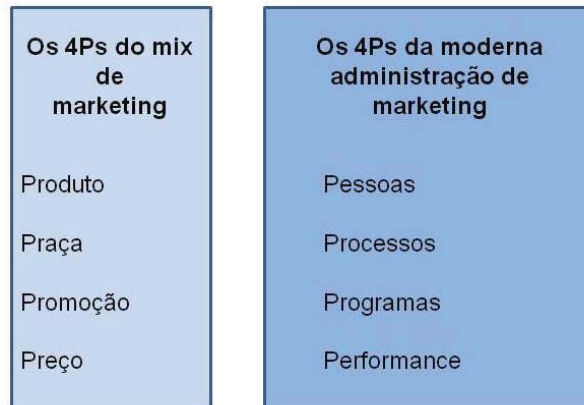 Os 4Ps do mix
de
marketing
Produto
Praça
Promoção
Preço
Os 4Ps da moderna
administração de
marketing
Pessoas
Processos
Programas
Performance